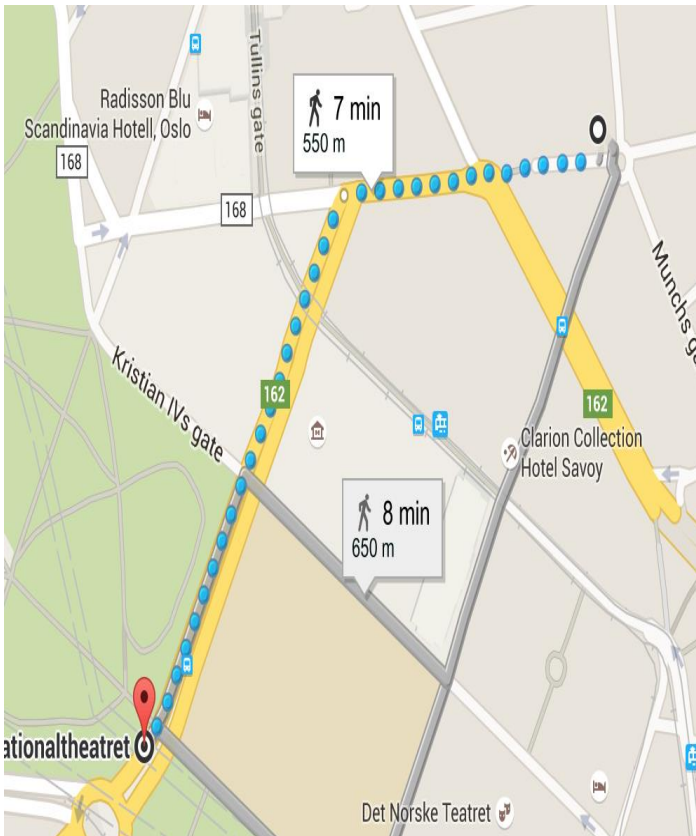 Tullins gate
Radisson Blu
Scandinavia Hotell, Oslo
7 min
550 m
168
168
Munchs ga
Kristian IVs gate
162
162
Clarion Collection
Hotel Savoy
8 min
650 m
ationaltheatret
Det Norske Teatret